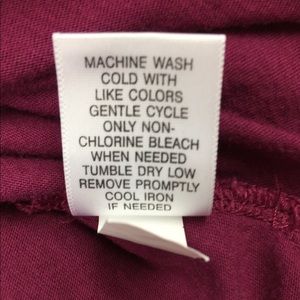 MACHINE WASH
COLD WITH
LIKE COLORS
GENTLE CYCLE
ONLY NON-
CHLORINE BLEACH
WHEN NEEDED
TUMBLE DRY LOW
REMOVE PROMPTLY
COOL IRON
IF NEEDED